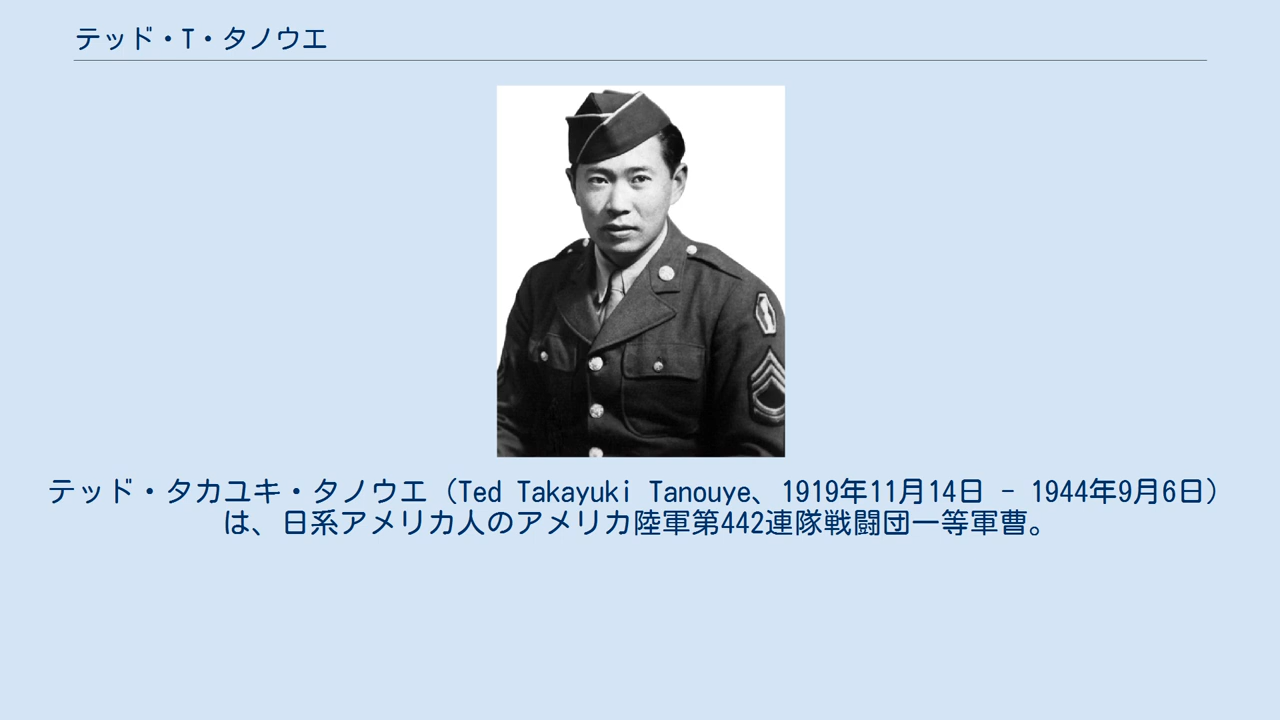 テッド・T・タノウエ
テッド・タカユキ・タノウエ（Ted Takayuki Tanouye、1919年11月14日 - 1944年9月6日）
は、日系アメリカ人のアメリカ陸軍第442連隊戦闘団一等軍曹。